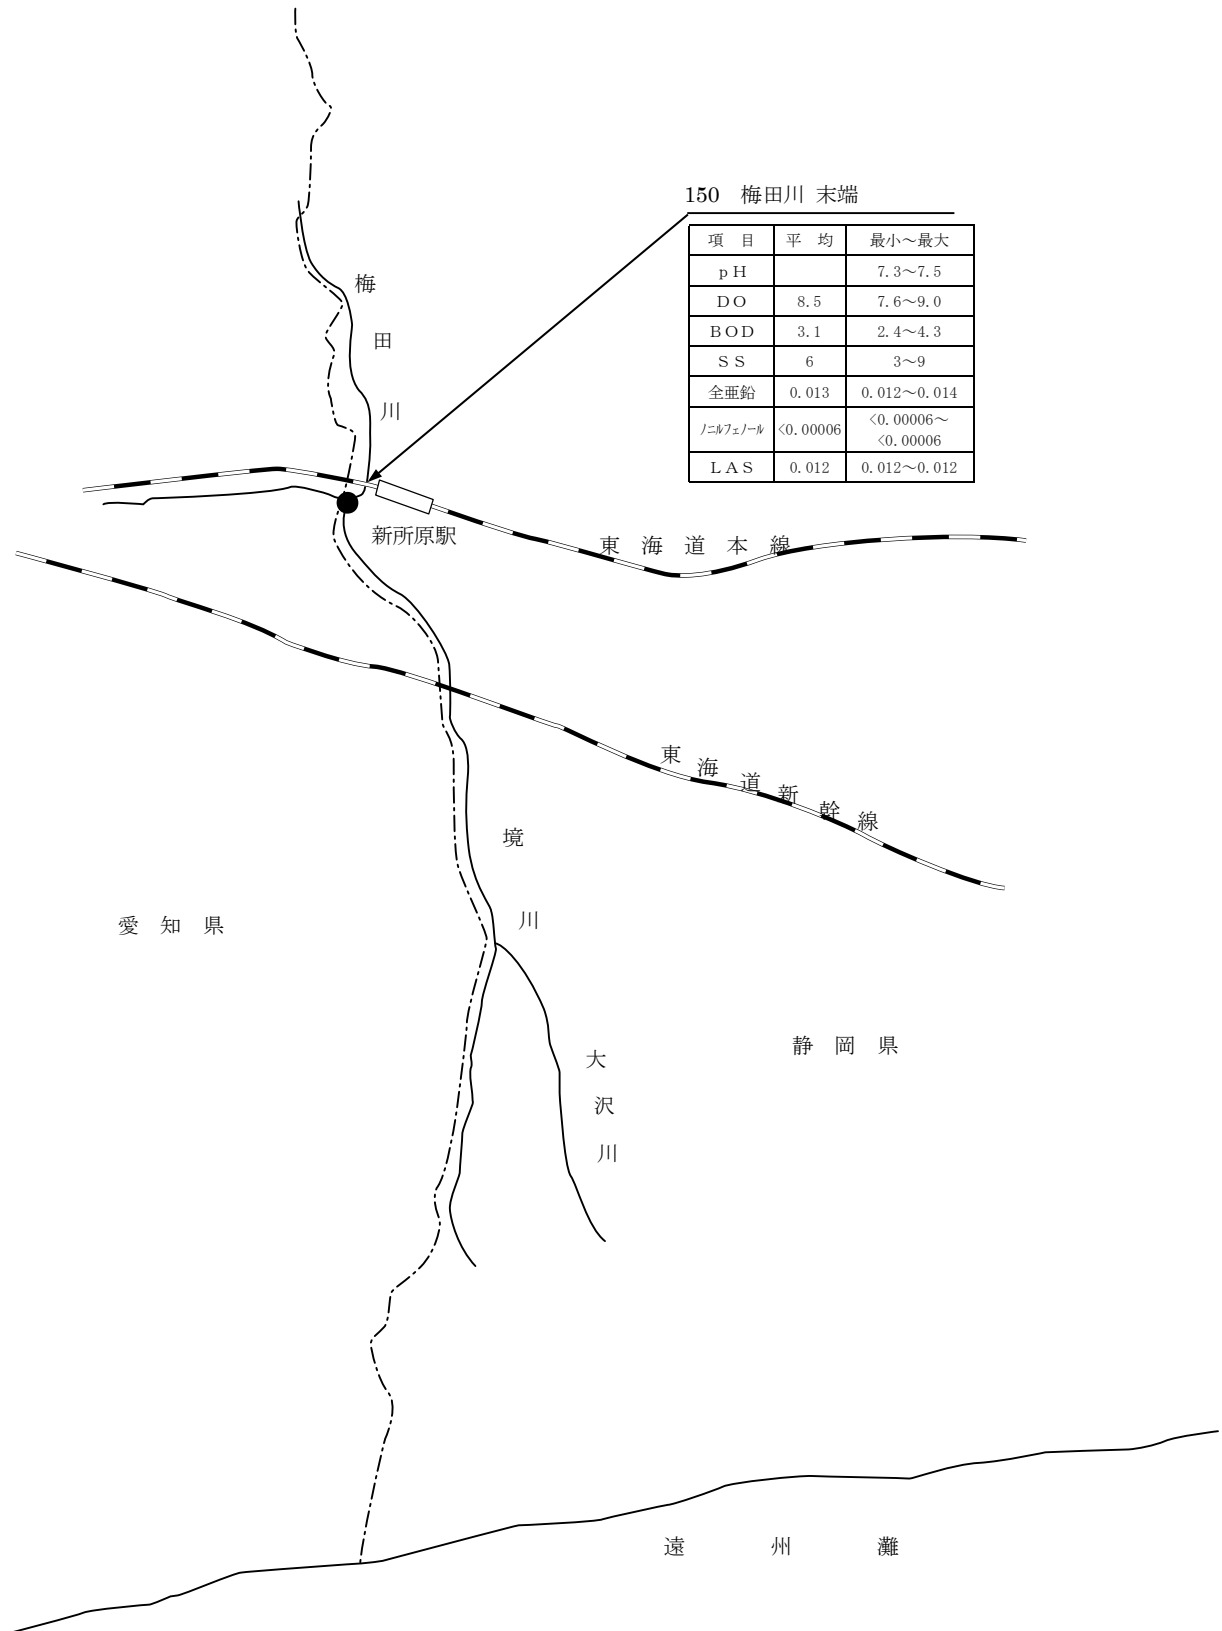 150 梅田川 末端
項 目 平 均 最小～最大
pH 7.3～7.5
DO 8.5 7.6～9.0
BOD 3.1 2.4～4.3
SS 6 3～9
全亜鉛 0.013 0.012～0.014
ﾉﾆﾙﾌｪﾉｰﾙ <0.00006 <0.00006～
<0.00006
LAS 0.012 0.012～0.012
梅田川
新所原駅
東海道本線
東海道新幹線
境川
愛知県
静岡県
大沢川
遠州灘